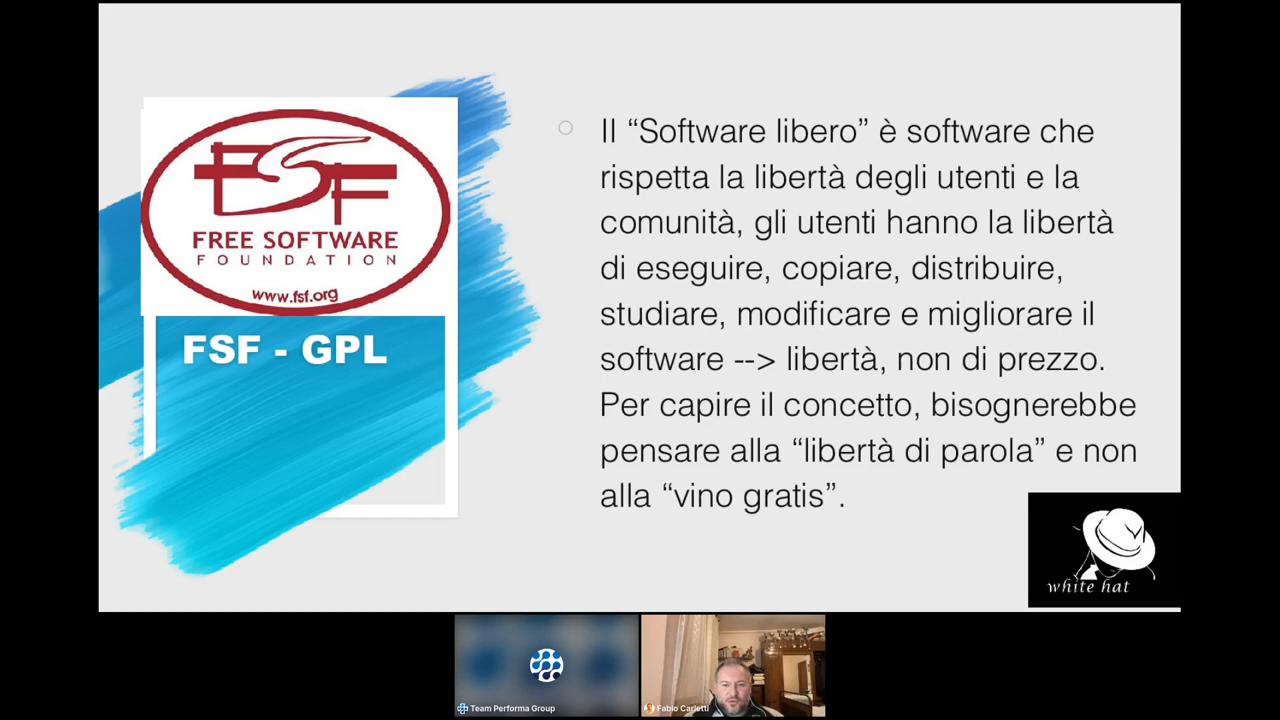 FREE SOFTWARE
FOUNDATION
www.fsf.org
FSF - GPL
Il “Software libero” è software che
rispetta la libertà degli utenti e la
comunità, gli utenti hanno la libertà
di eseguire, copiare, distribuire,
studiare, modificare e migliorare il
software --> libertà, non di prezzo.
Per capire il concetto, bisognerebbe
pensare alla “libertà di parola” e non
alla “vino gratis”.
white hat
Team Performa Group
Fabio Carletti